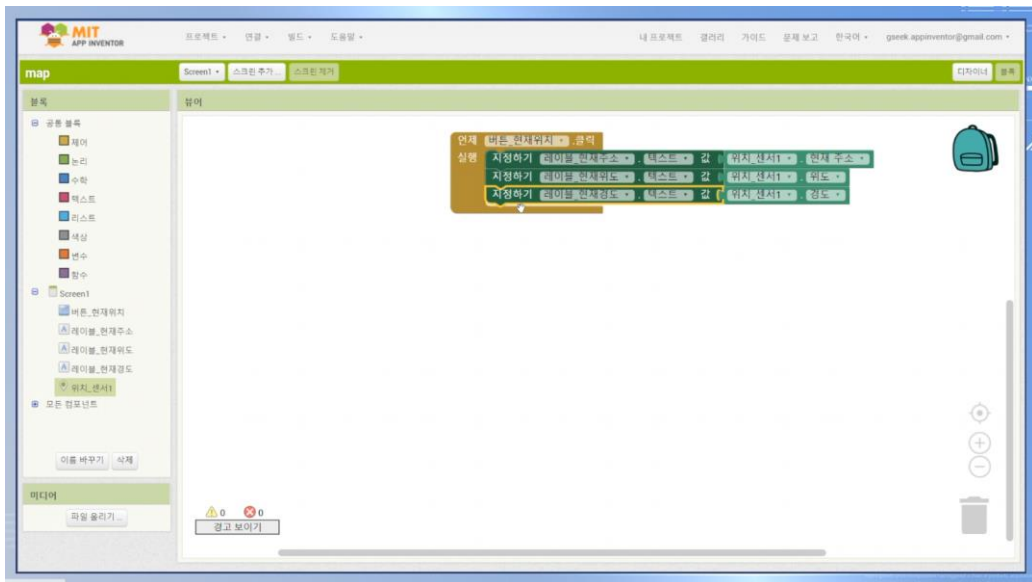 MIT
APP INVENTOR
프로젝트 연결 빌드 도움말
내 프로젝트 갤러리 가이드 문제 보고 한국어 gseek.appinventor@gmail.com
map
Screen1 스크린 추가 ... 스크린 제거
디자이너 블록
블록
뷰어
공통 블록
제어
논리
수학
텍스트
리스트
색상
변수
함수
Screen1
버튼_현재위치
레이블_현재주소
레이블_현재위도
레이블_현재경도
위치_센서1
모든 컴포넌트
이름 바꾸기 삭제
미디어
파일 올리기 ...
언제 버튼_현재위치 .클릭
실행 지정하기 레이블_현재주소 . 텍스트 값 위치_센서1 . 현재 주소
지정하기 레이블_현재위도 . 텍스트 값 위치_센서1 . 위도
지정하기 레이블_현재경도 . 텍스트 값 위치_센서1 . 경도
0 0
경고 보이기